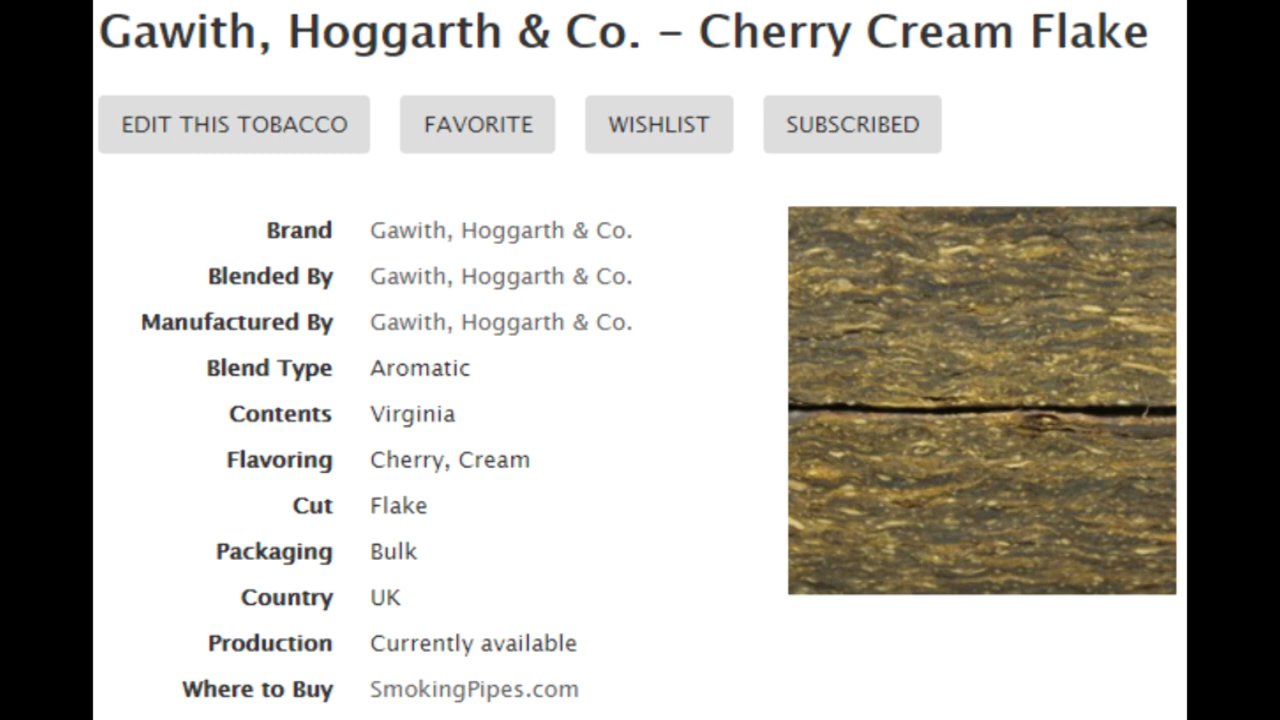 Gawith, Hoggarth & Co. – Cherry Cream Flake
EDIT THIS TOBACCO FAVORITE WISHLIST SUBSCRIBED
Brand Gawith, Hoggarth & Co.
Blended By Gawith, Hoggarth & Co.
Manufactured By Gawith, Hoggarth & Co.
Blend Type Aromatic
Contents Virginia
Flavoring Cherry, Cream
Cut Flake
Packaging Bulk
Country UK
Production Currently available
Where to Buy SmokingPipes.com